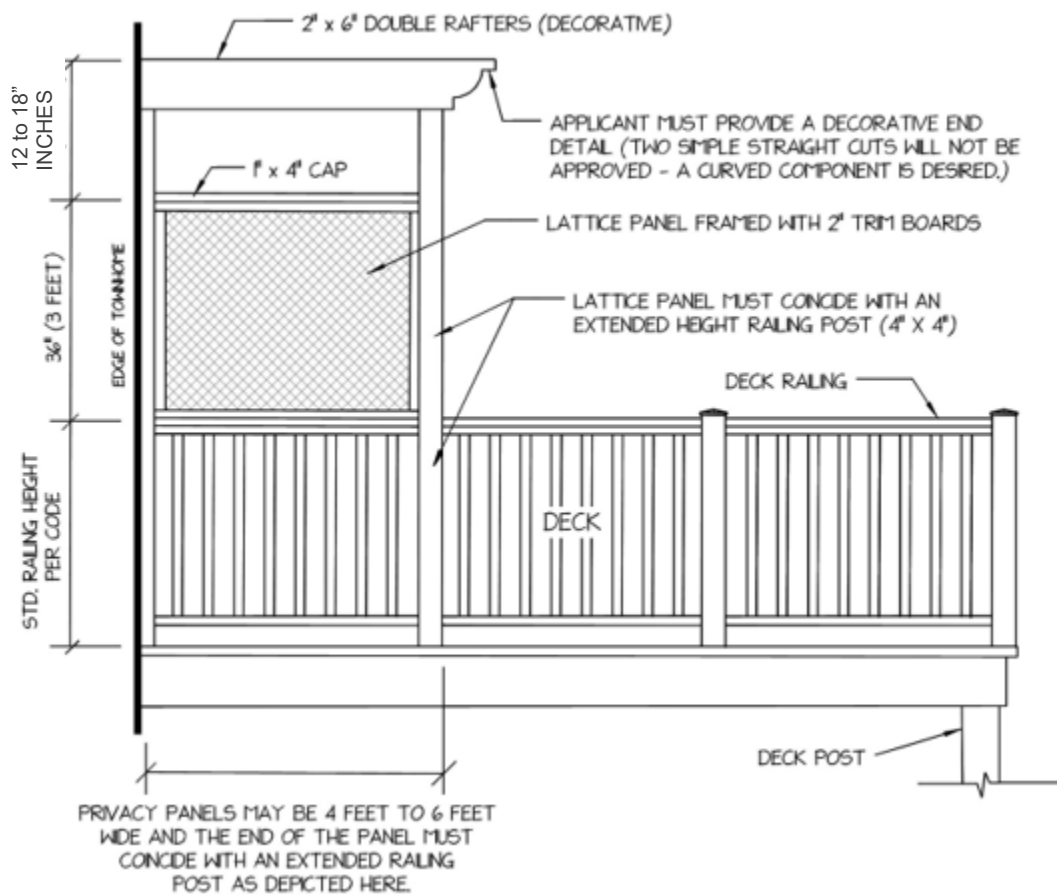 2" x 6" DOUBLE RAFTERS (DECORATIVE)
12 to 18"
INCHES
APPLICANT MUST PROVIDE A DECORATIVE END
DETAIL (TWO SIMPLE STRAIGHT CUTS WILL NOT BE
APPROVED - A CURVED COMPONENT IS DESIRED.)
1" x 4" CAP
LATTICE PANEL FRAMED WITH 2" TRIM BOARDS
36" (3 FEET)
EDGE OF TOWNHOME
LATTICE PANEL MUST COINCIDE WITH AN
EXTENDED HEIGHT RAILING POST (4" X 4")
DECK RAILING
STD. RAILING HEIGHT
PER CODE
DECK
DECK POST
PRIVACY PANELS MAY BE 4 FEET TO 6 FEET
WIDE AND THE END OF THE PANEL MUST
COINCIDE WITH AN EXTENDED RAILING
POST AS DEPICTED HERE.